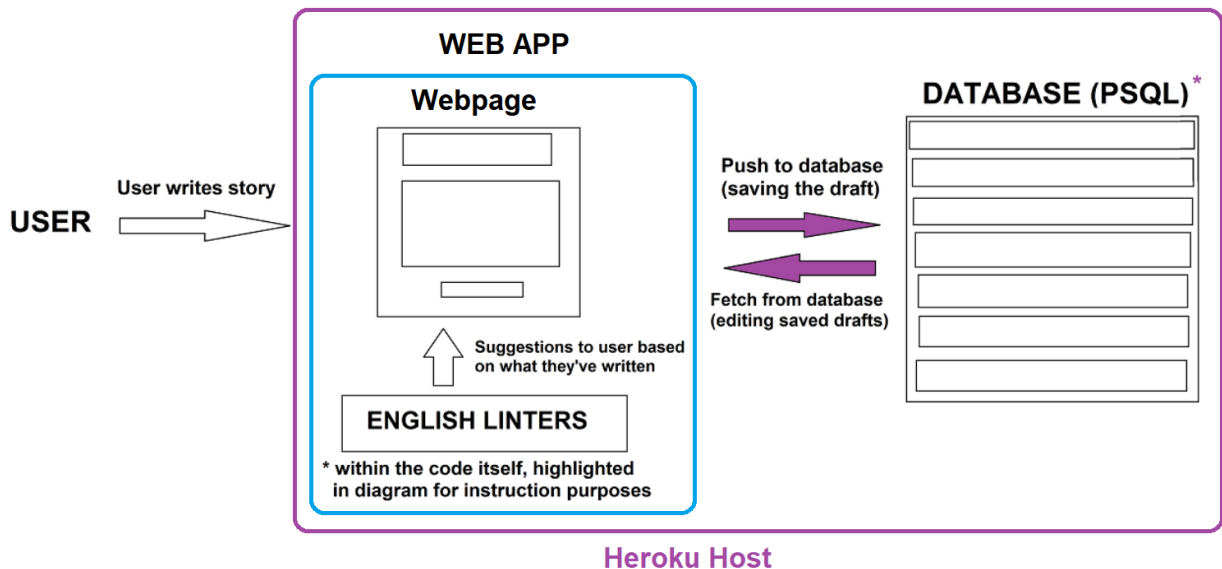 WEB APP
Webpage
DATABASE (PSQL)*
User writes story
USER
Push to database
(saving the draft)
Fetch from database
(editing saved drafts)
Suggestions to user based
on what they've written
ENGLISH LINTERS
* within the code itself, highlighted
in diagram for instruction purposes
Heroku Host